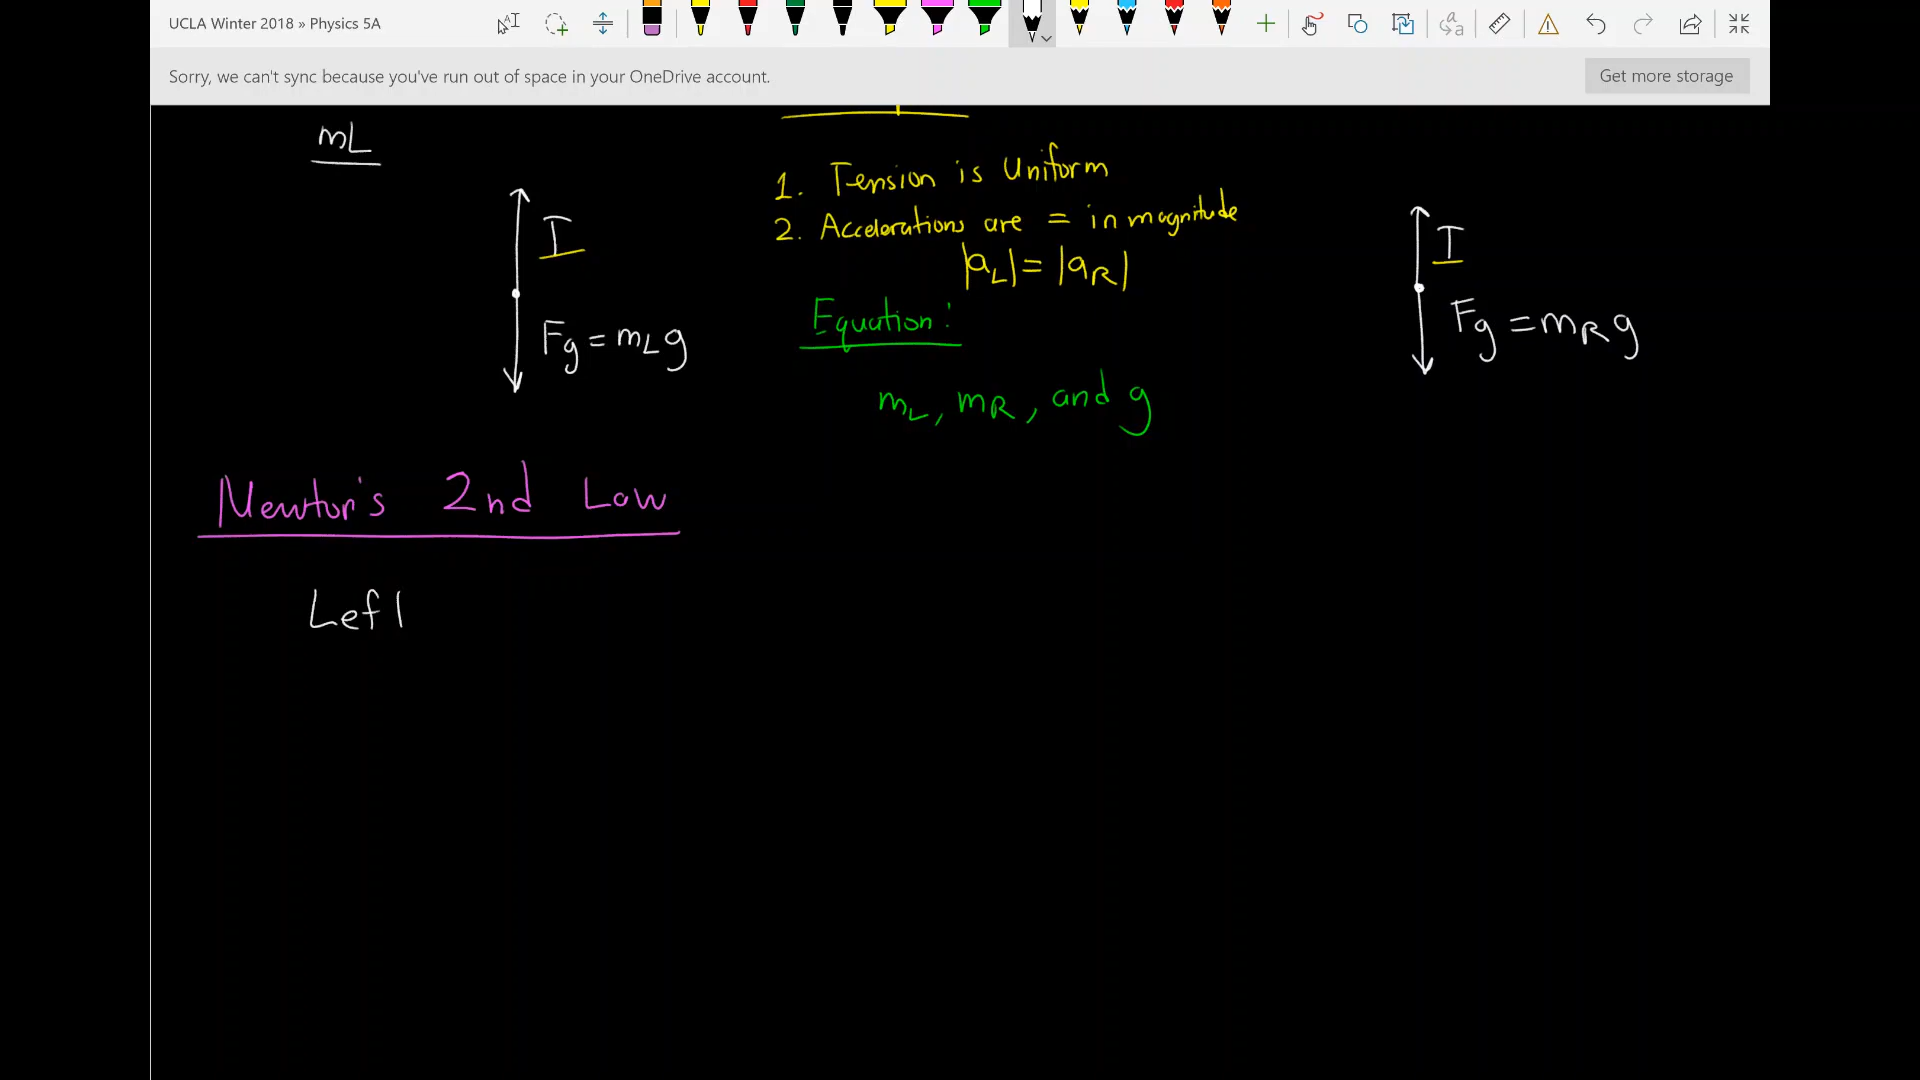 UCLA Winter 2018 » Physics 5A
Sorry, we can't sync because you've run out of space in your OneDrive account.
Get more storage
mL
1. Tension is Uniform
2. Accelerations are = in magnitude
|aL| = |aR|
T
Fg = mLg
T
Fg = mRg
Equation:
mL, mR, and g
Newton's 2nd Law
Lef